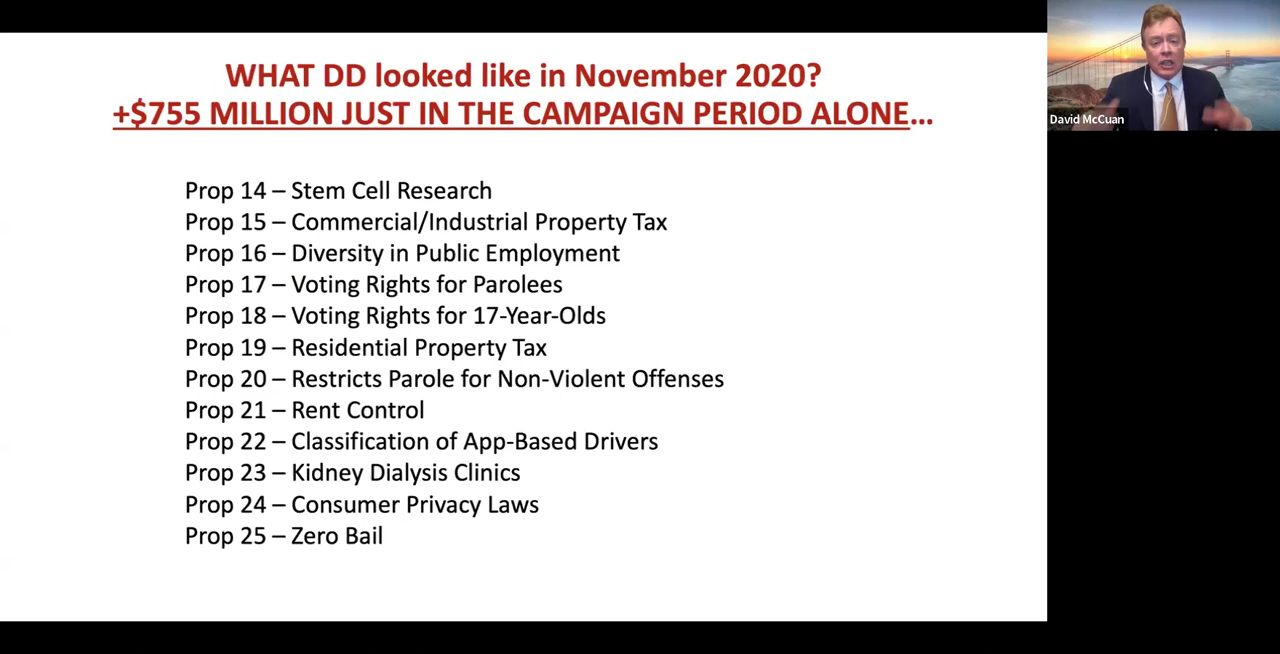 WHAT DD looked like in November 2020?
+$755 MILLION JUST IN THE CAMPAIGN PERIOD ALONE...
Prop 14 – Stem Cell Research
Prop 15 – Commercial/Industrial Property Tax
Prop 16 – Diversity in Public Employment
Prop 17 – Voting Rights for Parolees
Prop 18 – Voting Rights for 17-Year-Olds
Prop 19 – Residential Property Tax
Prop 20 – Restricts Parole for Non-Violent Offenses
Prop 21 – Rent Control
Prop 22 – Classification of App-Based Drivers
Prop 23 – Kidney Dialysis Clinics
Prop 24 – Consumer Privacy Laws
Prop 25 – Zero Bail
David McCuan